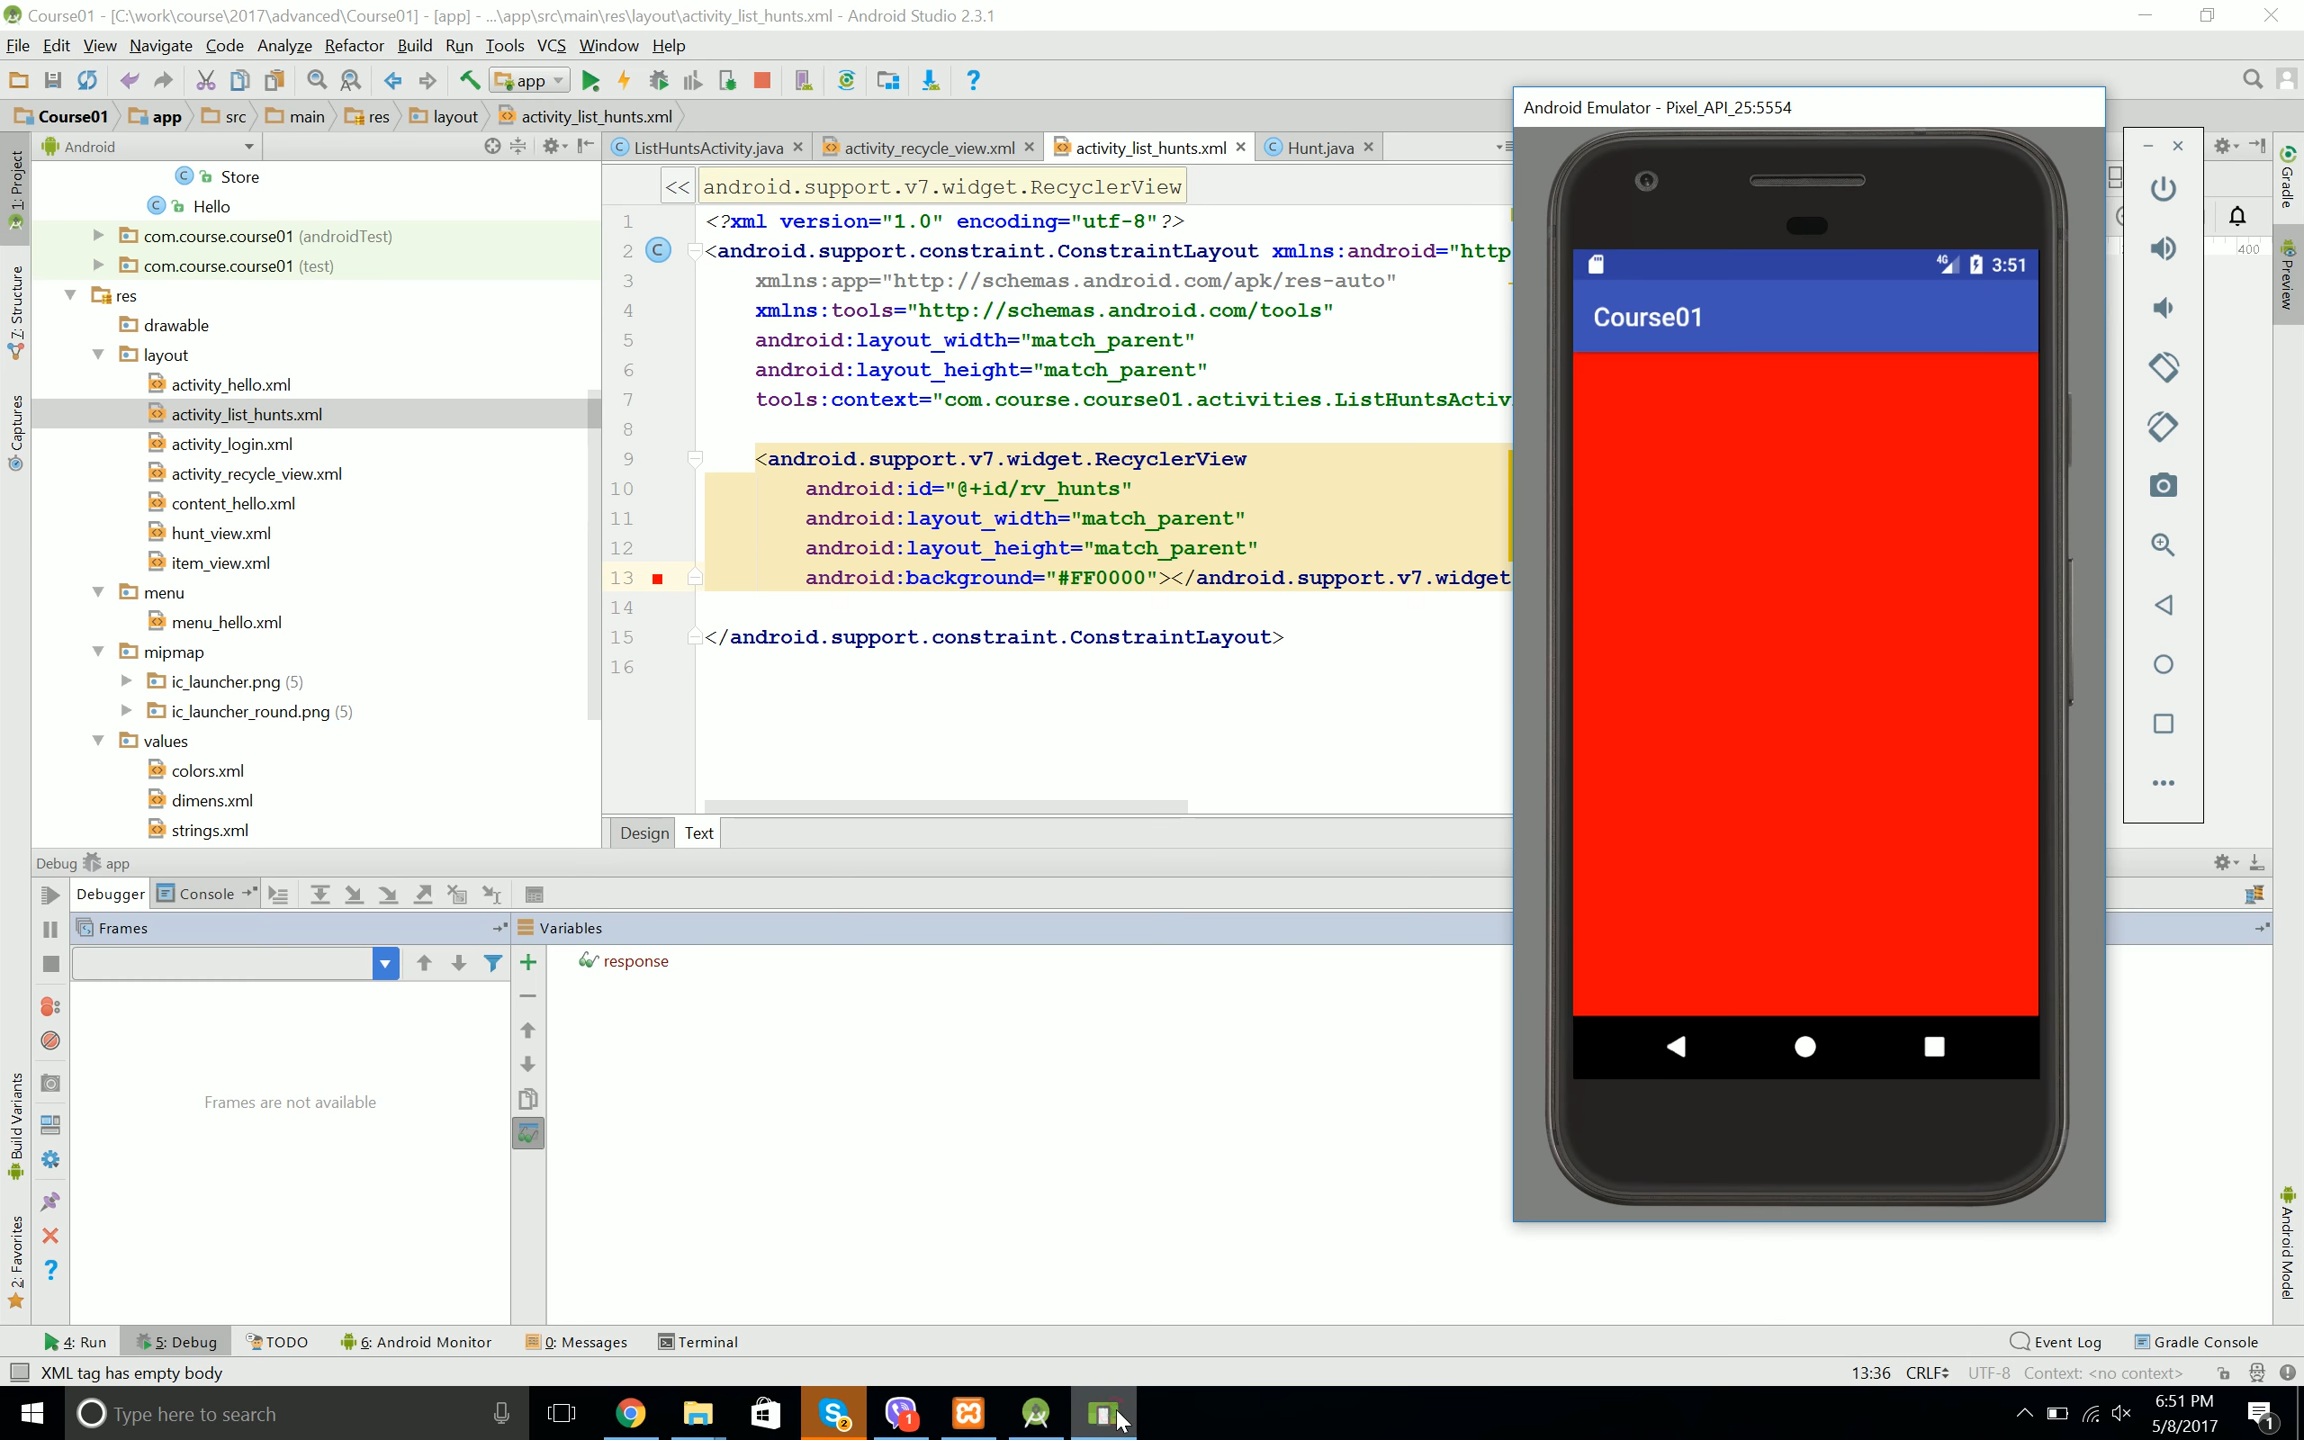 Course01 - [C:\work\course\2017\advanced\Course01] - [app] - ...\app\src\main\res\layout\activity_list_hunts.xml - Android Studio 2.3.1
File Edit View Navigate Code Analyze Refactor Build Run Tools VCS Window Help
app
Course01 app src main res layout activity_list_hunts.xml
Android
ListHuntsActivity.java activity_recycle_view.xml activity_list_hunts.xml Hunt.java
<< android.support.v7.widget.RecyclerView
Store
Hello
com.course.course01 (androidTest)
com.course.course01 (test)
res
drawable
layout
activity_hello.xml
activity_list_hunts.xml
activity_login.xml
activity_recycle_view.xml
content_hello.xml
hunt_view.xml
item_view.xml
menu
menu_hello.xml
mipmap
ic_launcher.png (5)
ic_launcher_round.png (5)
values
colors.xml
dimens.xml
strings.xml
1 <?xml version="1.0" encoding="utf-8"?>
2 <android.support.constraint.ConstraintLayout xmlns:android="http
3 xmlns:app="http://schemas.android.com/apk/res-auto"
4 xmlns:tools="http://schemas.android.com/tools"
5 android:layout_width="match_parent"
6 android:layout_height="match_parent"
7 tools:context="com.course.course01.activities.ListHuntsActiv
8
9 <android.support.v7.widget.RecyclerView
10 android:id="@+id/rv_hunts"
11 android:layout_width="match_parent"
12 android:layout_height="match_parent"
13 android:background="#FF0000"></android.support.v7.widget
14
15 </android.support.constraint.ConstraintLayout>
16
Design Text
Android Emulator - Pixel_API_25:5554
4G 3:51
Course01
400
1: Project
7: Structure
Captures
Build Variants
2: Favorites
Gradle
Preview
Android Model
Debug app
Debugger Console
Frames
Variables
response
Frames are not available
4: Run 5: Debug TODO 6: Android Monitor 0: Messages Terminal Event Log Gradle Console
XML tag has empty body 13:36 CRLF UTF-8 Context: <no context>
Type here to search
2
1
6:51 PM
5/8/2017
1